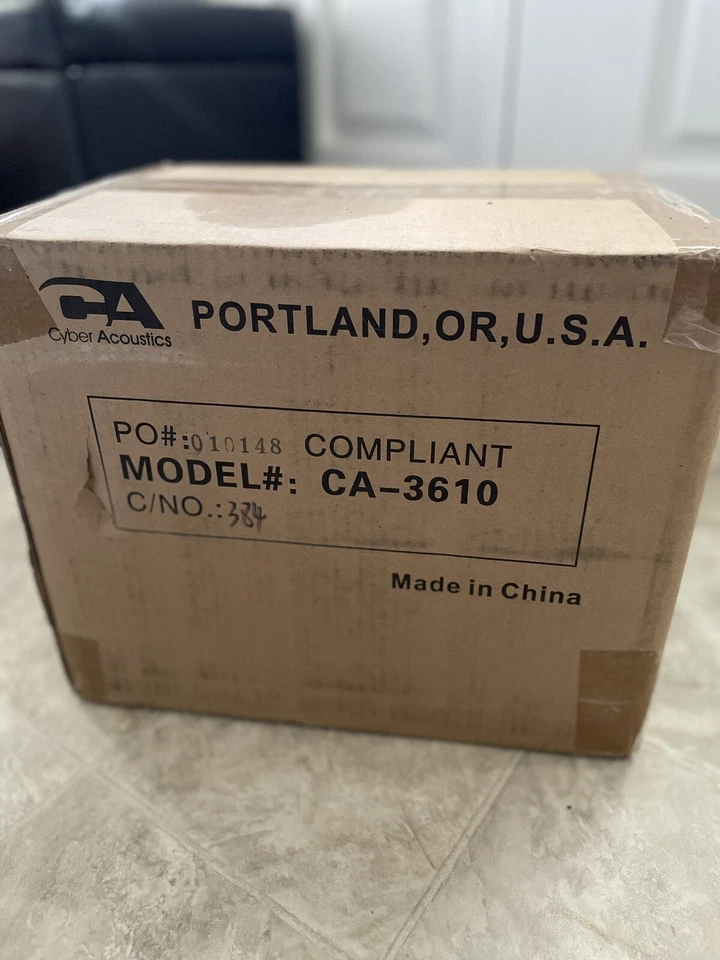 CA
Cyber Acoustics
PORTLAND,OR,U.S.A.
PO#:010148 COMPLIANT
MODEL#: CA-3610
C/NO.:384
Made in China